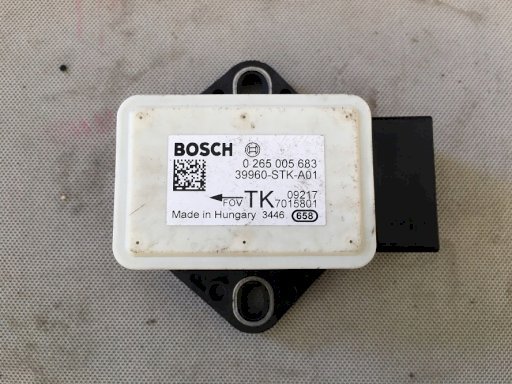 BOSCH
0 265 005 683
39960-STK-A01
FOV TK 09217
7015801
Made in Hungary 3446 658